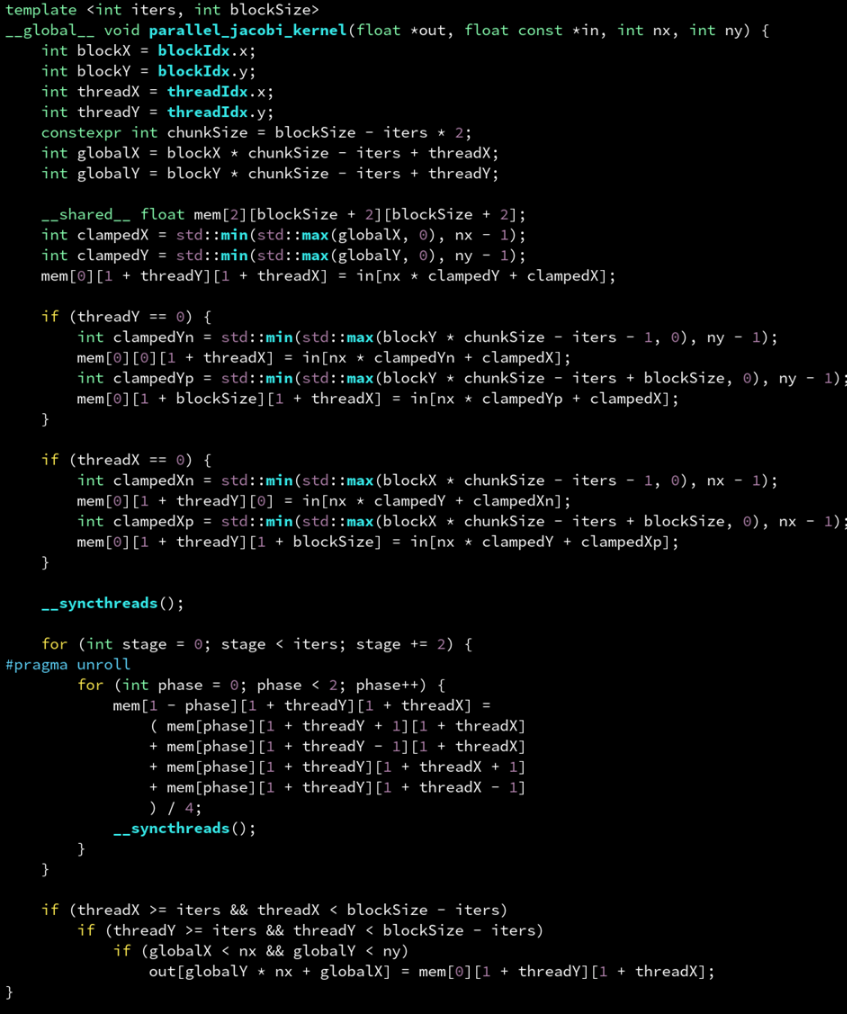 template <int iters, int blockSize>
__global__ void parallel_jacobi_kernel(float *out, float const *in, int nx, int ny) {
    int blockX = blockIdx.x;
    int blockY = blockIdx.y;
    int threadX = threadIdx.x;
    int threadY = threadIdx.y;
    constexpr int chunkSize = blockSize - iters * 2;
    int globalX = blockX * chunkSize - iters + threadX;
    int globalY = blockY * chunkSize - iters + threadY;

    __shared__ float mem[2][blockSize + 2][blockSize + 2];
    int clampedX = std::min(std::max(globalX, 0), nx - 1);
    int clampedY = std::min(std::max(globalY, 0), ny - 1);
    mem[0][1 + threadY][1 + threadX] = in[nx * clampedY + clampedX];

    if (threadY == 0) {
        int clampedYn = std::min(std::max(blockY * chunkSize - iters - 1, 0), ny - 1);
        mem[0][0][1 + threadX] = in[nx * clampedYn + clampedX];
        int clampedYp = std::min(std::max(blockY * chunkSize - iters + blockSize, 0), ny - 1);
        mem[0][1 + blockSize][1 + threadX] = in[nx * clampedYp + clampedX];
    }

    if (threadX == 0) {
        int clampedXn = std::min(std::max(blockX * chunkSize - iters - 1, 0), nx - 1);
        mem[0][1 + threadY][0] = in[nx * clampedY + clampedXn];
        int clampedXp = std::min(std::max(blockX * chunkSize - iters + blockSize, 0), nx - 1);
        mem[0][1 + threadY][1 + blockSize] = in[nx * clampedY + clampedXp];
    }

    __syncthreads();

    for (int stage = 0; stage < iters; stage += 2) {
#pragma unroll
        for (int phase = 0; phase < 2; phase++) {
            mem[1 - phase][1 + threadY][1 + threadX] =
                ( mem[phase][1 + threadY + 1][1 + threadX]
                + mem[phase][1 + threadY - 1][1 + threadX]
                + mem[phase][1 + threadY][1 + threadX + 1]
                + mem[phase][1 + threadY][1 + threadX - 1]
                ) / 4;
            __syncthreads();
        }
    }

    if (threadX >= iters && threadX < blockSize - iters)
        if (threadY >= iters && threadY < blockSize - iters)
            if (globalX < nx && globalY < ny)
                out[globalY * nx + globalX] = mem[0][1 + threadY][1 + threadX];
}